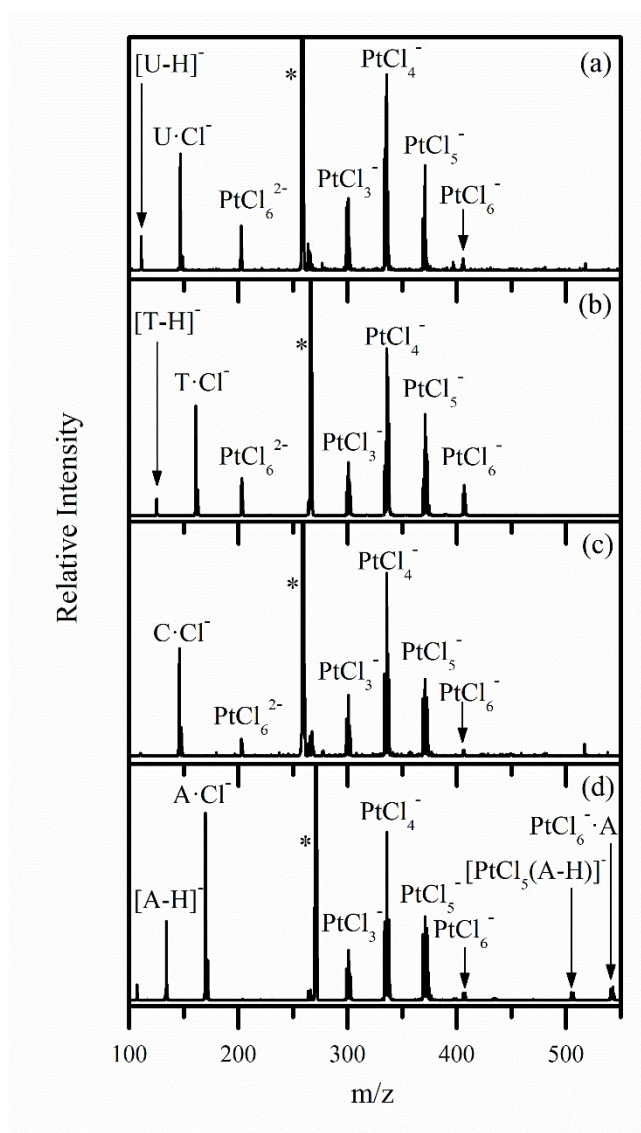 (a)
[U-H]⁻
U·Cl⁻
PtCl₆²⁻
*
PtCl₃⁻
PtCl₄⁻
PtCl₅⁻
PtCl₆⁻
(b)
[T-H]⁻
T·Cl⁻
PtCl₆²⁻
*
PtCl₃⁻
PtCl₄⁻
PtCl₅⁻
PtCl₆⁻
(c)
C·Cl⁻
PtCl₆²⁻
*
PtCl₃⁻
PtCl₄⁻
PtCl₅⁻
PtCl₆⁻
(d)
[A-H]⁻
A·Cl⁻
*
PtCl₃⁻
PtCl₄⁻
PtCl₅⁻
PtCl₆⁻
[PtCl₅(A-H)]⁻
PtCl₆⁻·A
Relative Intensity
100 200 300 400 500
m/z